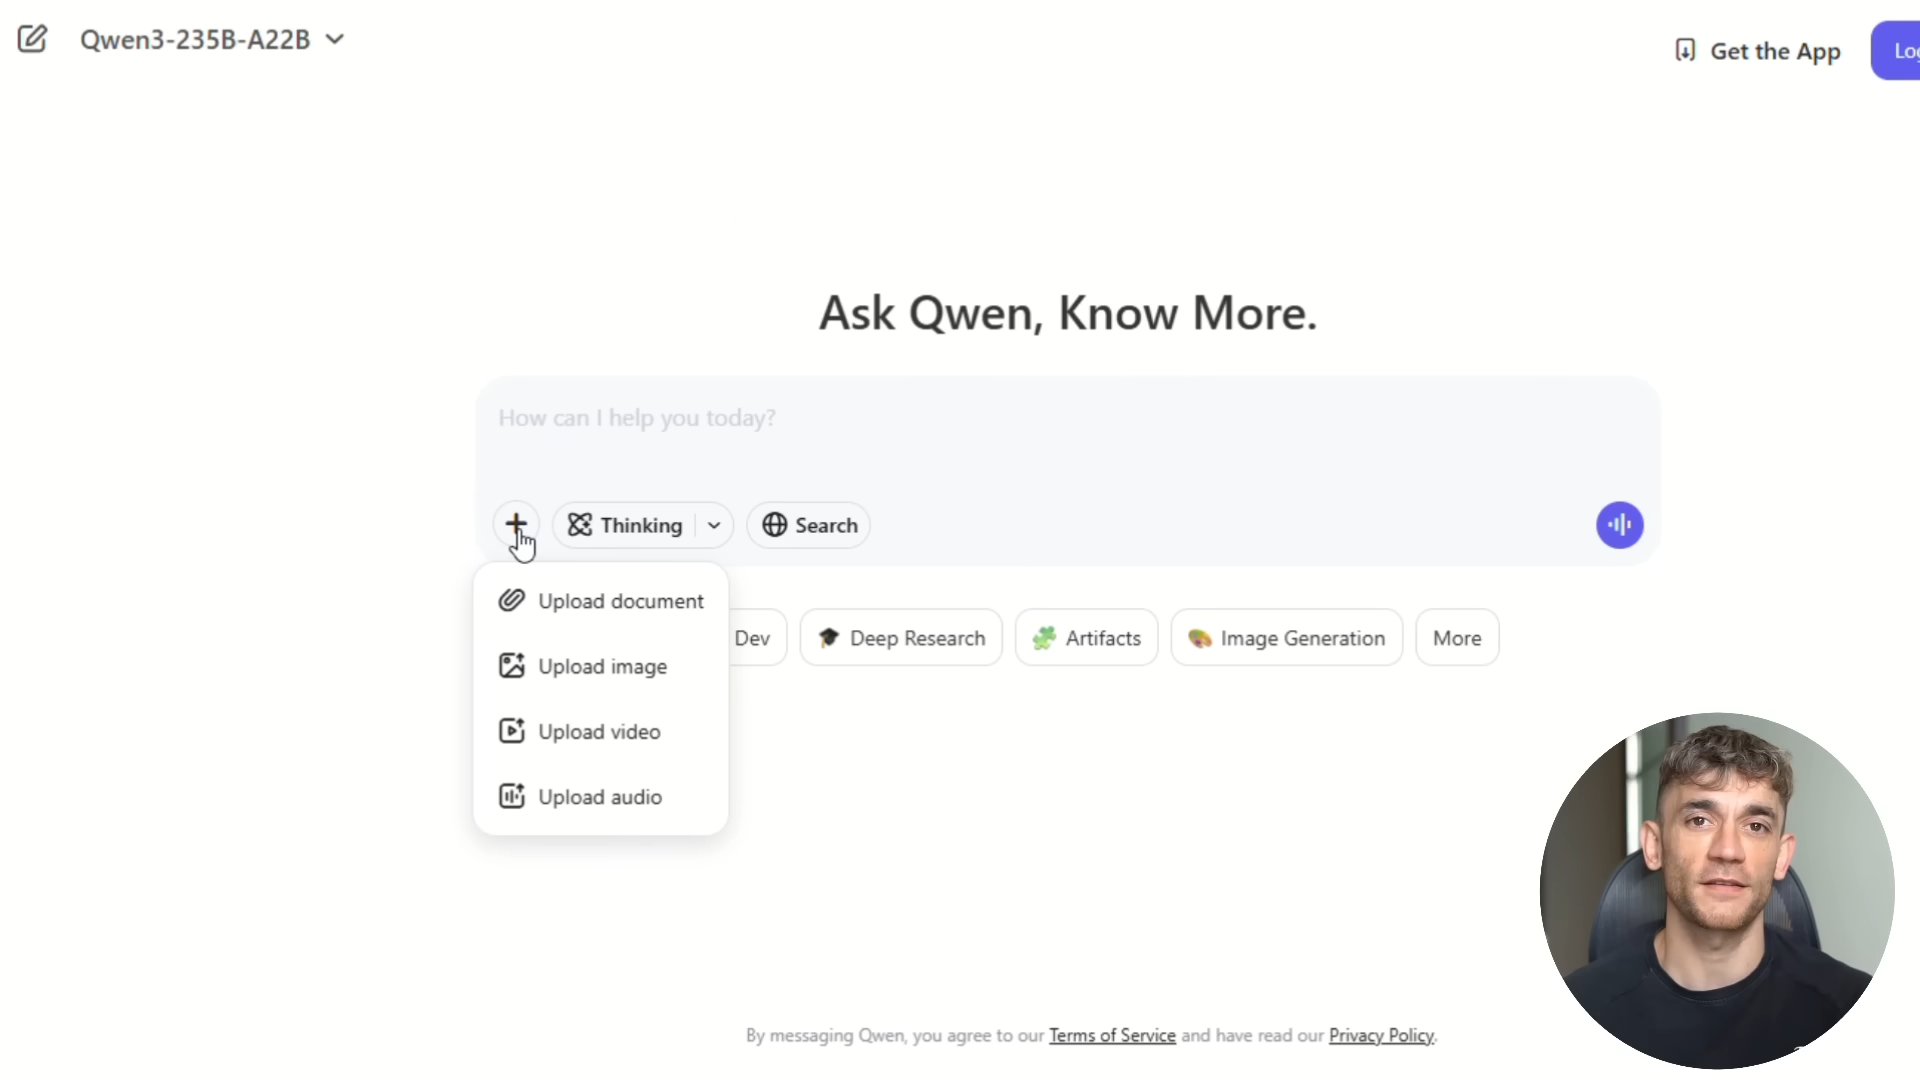 Qwen3-235B-A22B
Get the App
Ask Qwen, Know More.
How can I help you today?
Thinking
Search
Upload document
Upload image
Upload video
Upload audio
Dev
Deep Research
Artifacts
Image Generation
More
By messaging Qwen, you agree to our Terms of Service and have read our Privacy Policy.